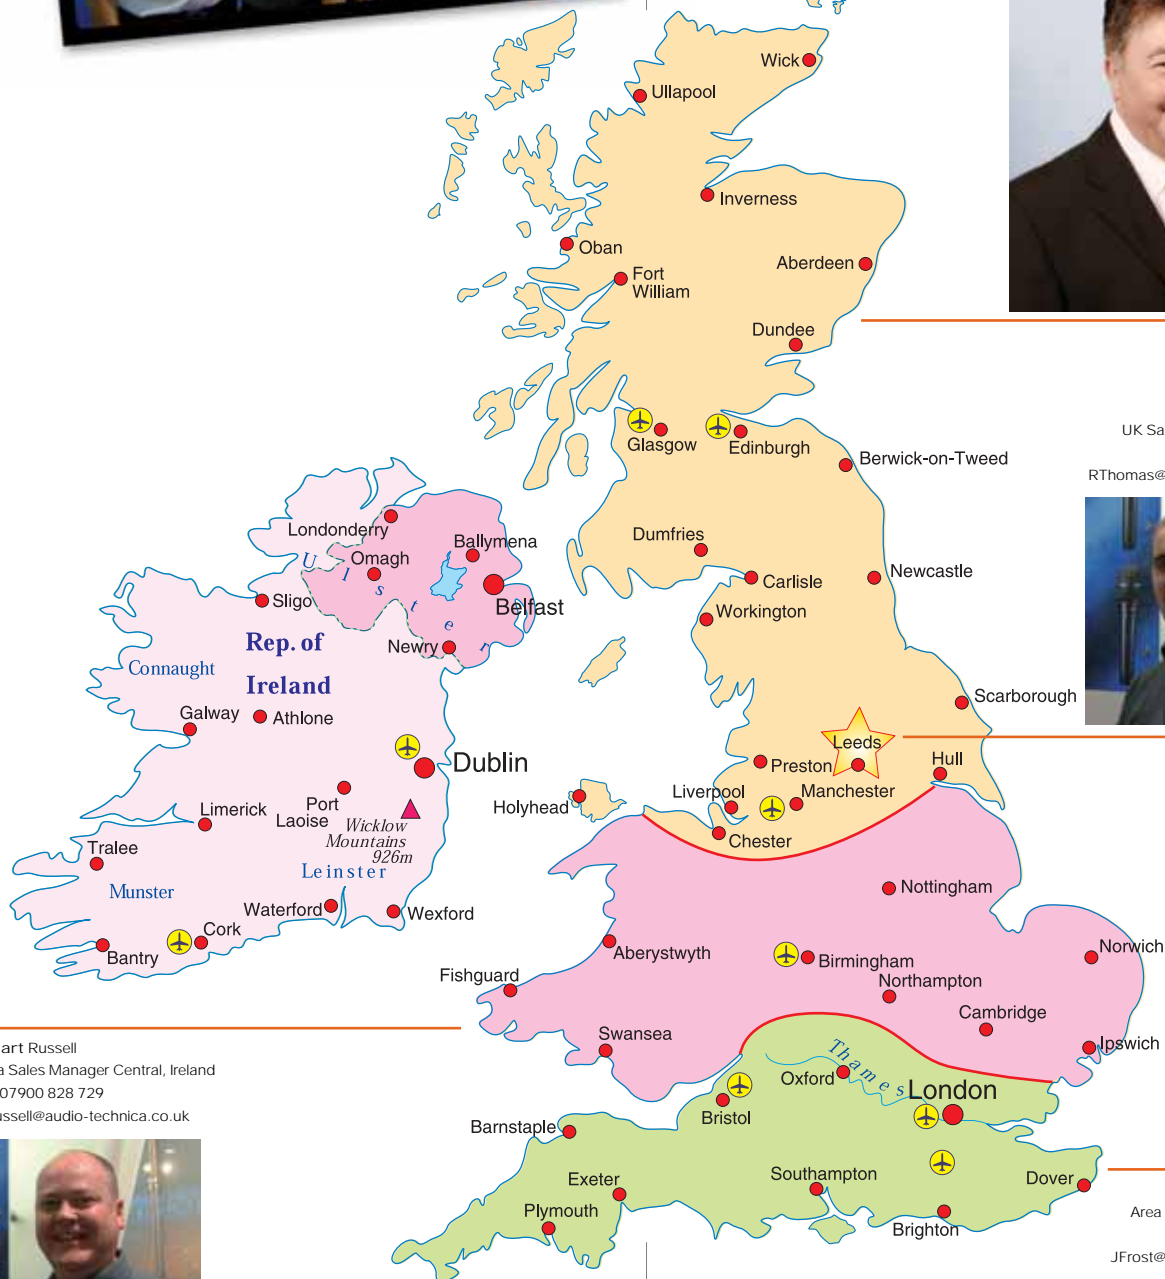 Wick
Ullapool
Inverness
Oban
Fort
William
Aberdeen
Dundee
Glasgow
Edinburgh
UK Sa
Berwick-on-Tweed
RThomas@
Londonderry
Ballymena
Dumfries
Omagh
Ulster
Carlisle
Newcastle
Sligo
Belfast
Workington
Rep. of
Ireland
Newry
Connaught
Scarborough
Galway
Athlone
Leeds
Dublin
Preston
Hull
Holyhead
Liverpool
Manchester
Limerick
Port
Laoise
Wicklow
Mountains
926m
Chester
Tralee
Leinster
Munster
Nottingham
Waterford
Wexford
Cork
Bantry
Aberystwyth
Norwich
Birmingham
Fishguard
Northampton
Cambridge
Swansea
Ipswich
art Russell
a Sales Manager Central, Ireland
07900 828 729
ussell@audio-technica.co.uk
Thames
Oxford
London
Bristol
Barnstaple
Exeter
Southampton
Dover
Plymouth
Brighton
Area
JFrost@